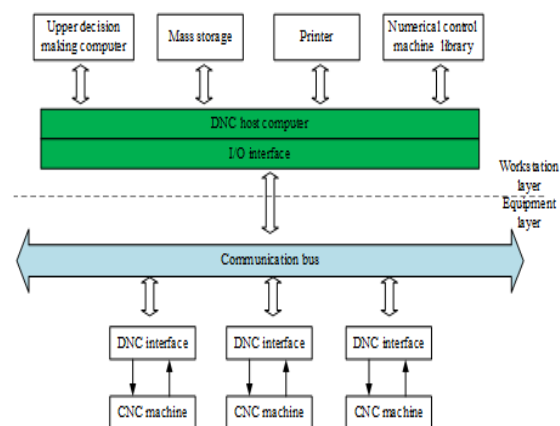 Upper decision
making computer
Mass storage
Printer
Numerical control
machine library
DNC host computer
I/O interface
Workstation
layer
Equipment
layer
Communication bus
DNC interface
DNC interface
DNC interface
CNC machine
CNC machine
CNC machine